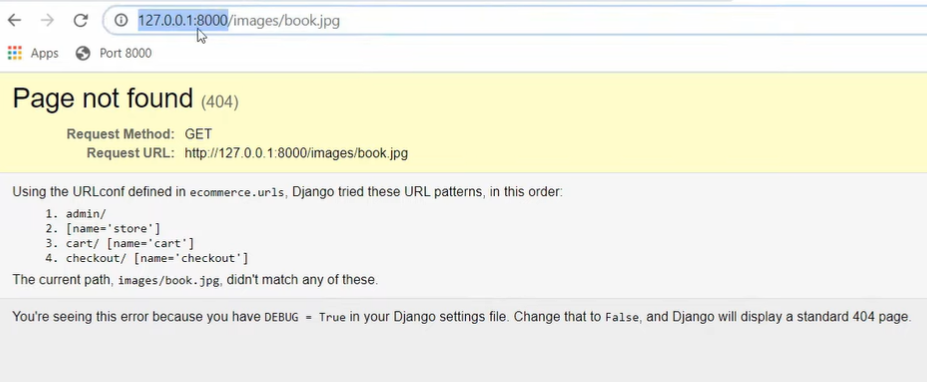 127.0.0.1:8000/images/book.jpg
Apps Port 8000
Page not found (404)
Request Method: GET
Request URL: http://127.0.0.1:8000/images/book.jpg
Using the URLconf defined in ecommerce.urls, Django tried these URL patterns, in this order:
1. admin/
2. [name='store']
3. cart/ [name='cart']
4. checkout/ [name='checkout']
The current path, images/book.jpg, didn't match any of these.
You're seeing this error because you have DEBUG = True in your Django settings file. Change that to False, and Django will display a standard 404 page.